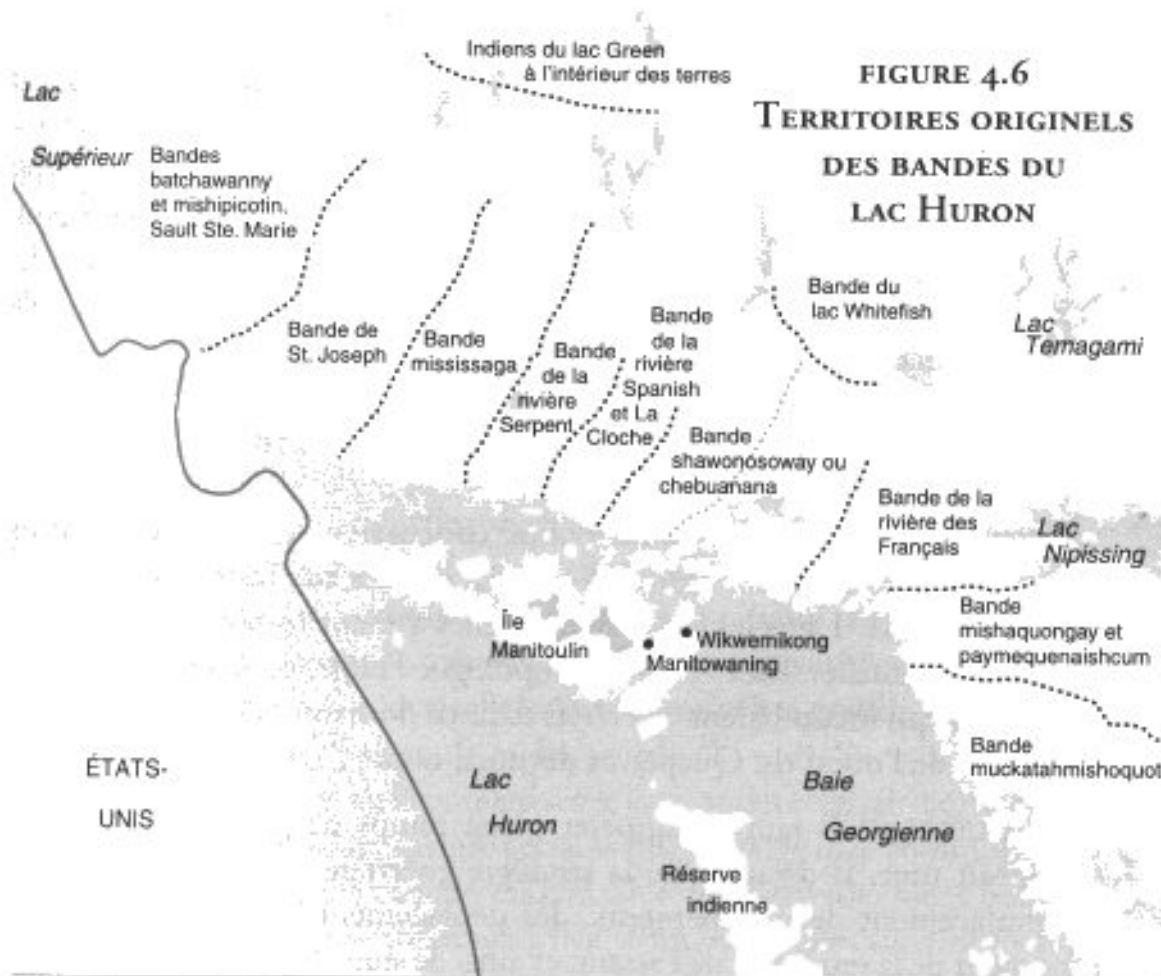 FIGURE 4.6
TERRITOIRES ORIGINELS
DES BANDES DU
LAC HURON
Indiens du lac Green
à l'intérieur des terres
Lac
Supérieur
Bandes
batchawanny
et mishipicotin,
Sault Ste. Marie
Bande de
St. Joseph
Bande
mississaga
Bande
de la
rivière
Serpent
Bande
de la
rivière
Spanish
et La
Cloche
Bande du
lac Whitefish
Lac
Temagami
Bande
shawonosoway ou
chebuanana
Bande de la
rivière des
Français
Lac
Nipissing
Île
Manitoulin
Wikwemikong
Manitowaning
Bande
mishaquongay et
paymequenaishcum
Bande
muckatahmishoquot
ÉTATS-
UNIS
Lac
Huron
Baie
Georgienne
Réserve
indienne